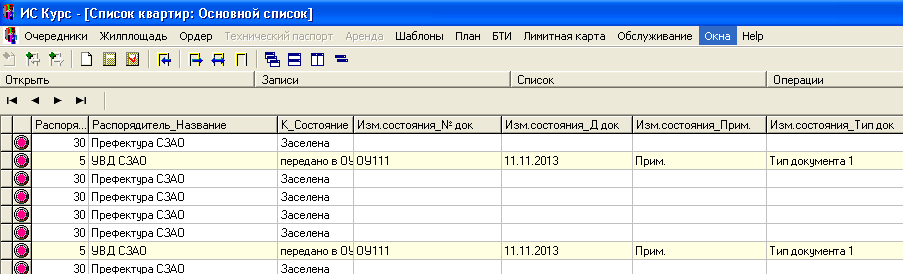 ИС Курс - [Список квартир: Основной список]
Очередники Жилплощадь Ордер Технический паспорт Аренда Шаблоны План БТИ Лимитная карта Обслуживание Окна Help
Открыть Записи Список Операции
Распоря... Распорядитель_Название К_Состояние Изм.состояния_№ док Изм.состояния_Д док Изм.состояния_Прим. Изм.состояния_Тип док
30 Префектура СЗАО Заселена
5 УВД СЗАО передано в ОУ ОУ111 11.11.2013 Прим. Тип документа 1
30 Префектура СЗАО Заселена
30 Префектура СЗАО Заселена
30 Префектура СЗАО Заселена
30 Префектура СЗАО Заселена
5 УВД СЗАО передано в ОУ ОУ111 11.11.2013 Прим. Тип документа 1
30 Префектура СЗАО Заселена